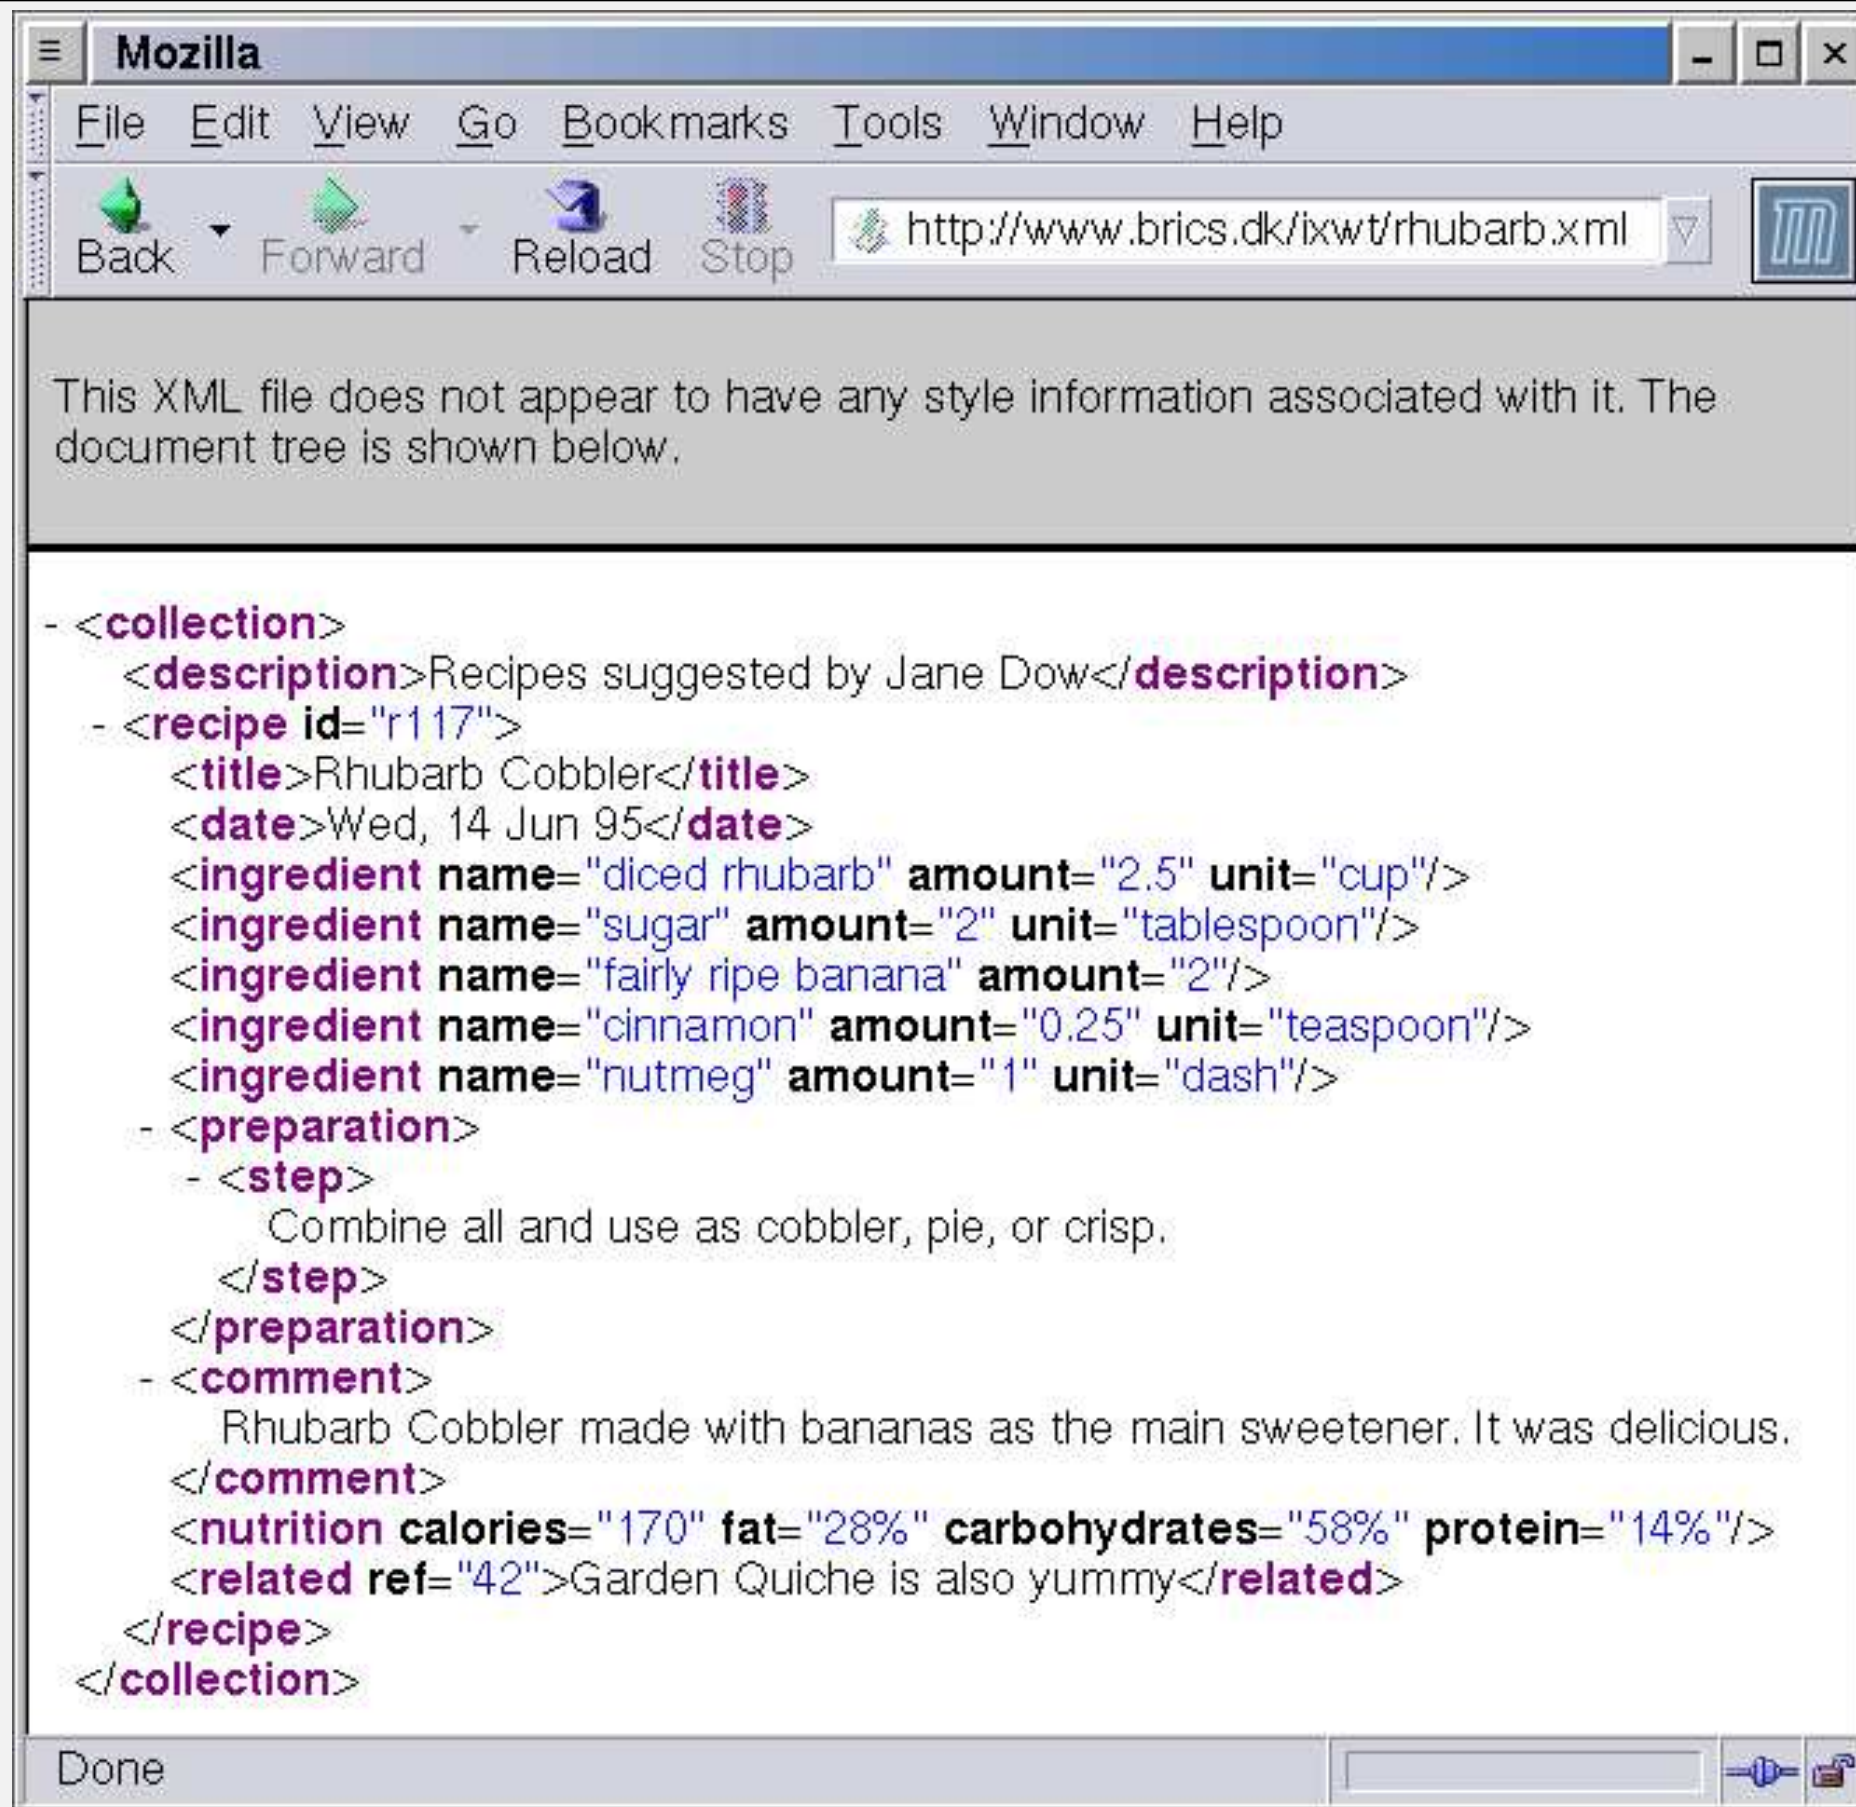 Mozilla
File Edit View Go Bookmarks Tools Window Help
Back Forward Reload Stop http://www.brics.dk/ixwt/rhubarb.xml
This XML file does not appear to have any style information associated with it. The
document tree is shown below.
- <collection>
<description>Recipes suggested by Jane Dow</description>
- <recipe id="r117">
<title>Rhubarb Cobbler</title>
<date>Wed, 14 Jun 95</date>
<ingredient name="diced rhubarb" amount="2.5" unit="cup"/>
<ingredient name="sugar" amount="2" unit="tablespoon"/>
<ingredient name="fairly ripe banana" amount="2"/>
<ingredient name="cinnamon" amount="0.25" unit="teaspoon"/>
<ingredient name="nutmeg" amount="1" unit="dash"/>
- <preparation>
- <step>
Combine all and use as cobbler, pie, or crisp.
</step>
</preparation>
- <comment>
Rhubarb Cobbler made with bananas as the main sweetener. It was delicious.
</comment>
<nutrition calories="170" fat="28%" carbohydrates="58%" protein="14%"/>
<related ref="42">Garden Quiche is also yummy</related>
</recipe>
</collection>
Done